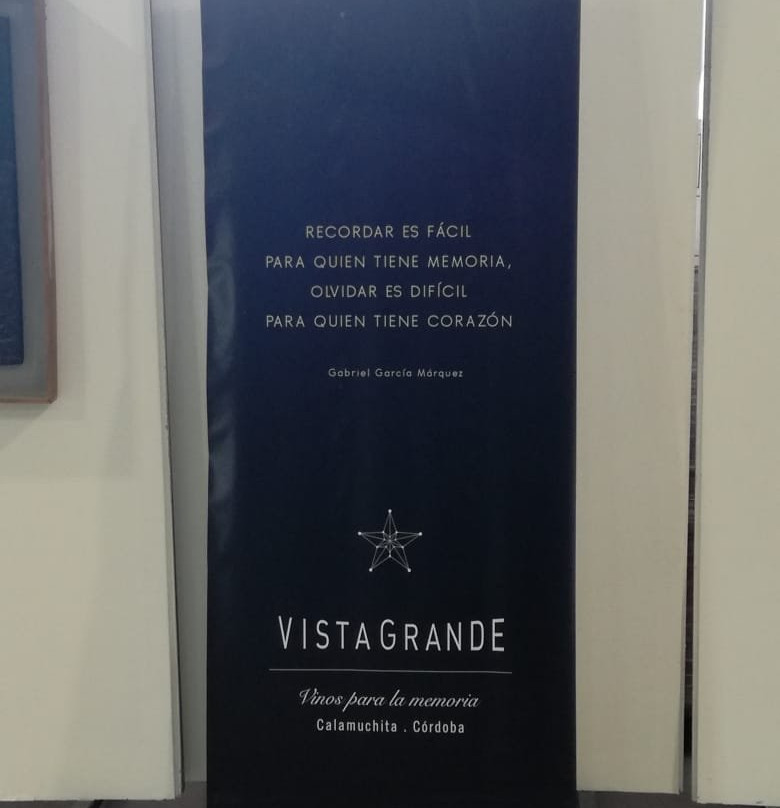 RECORDAR ES FÁCIL
PARA QUIEN TIENE MEMORIA,
OLVIDAR ES DIFÍCIL
PARA QUIEN TIENE CORAZÓN
Gabriel García Márquez
VISTAGRANDE
Vinos para la memoria
Calamuchita . Córdoba